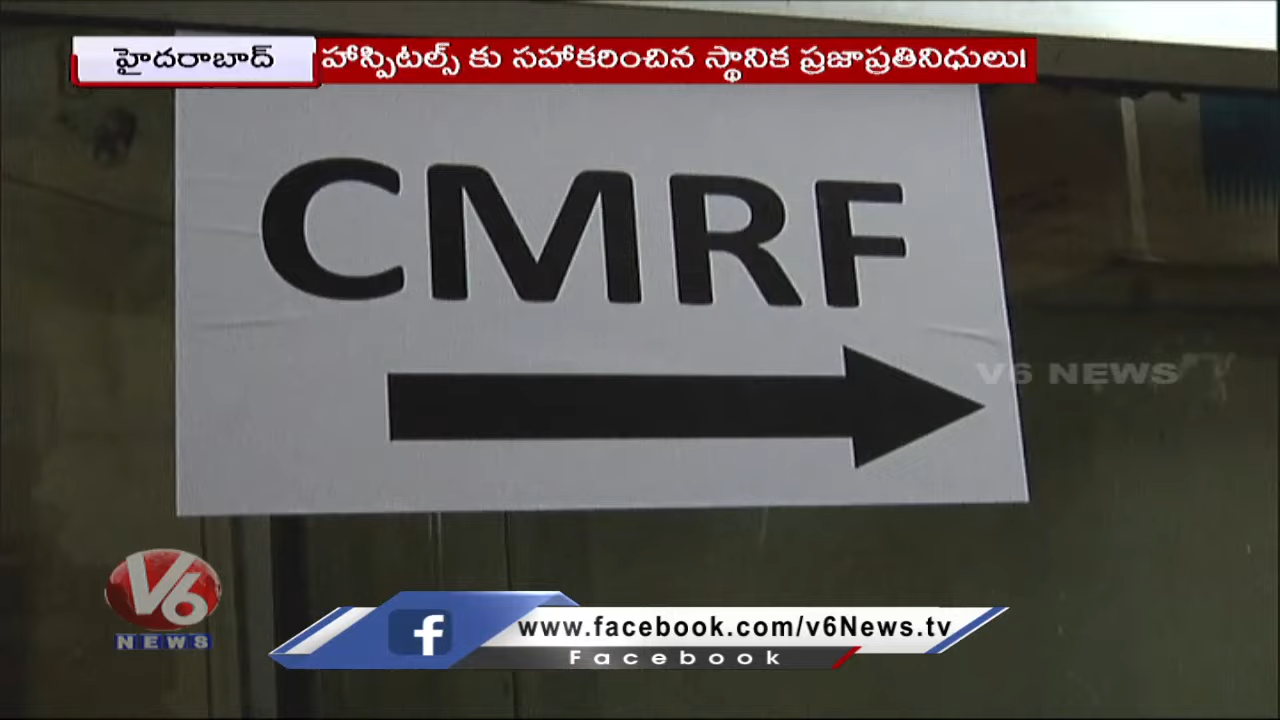 హైదరాబాద్ హాస్పిటల్స్ కు సహకరించిన స్థానిక ప్రజాప్రతినిధులు!
CMRF
V6 NEWS
V6
NEWS
www.facebook.com/v6News.tv
Facebook